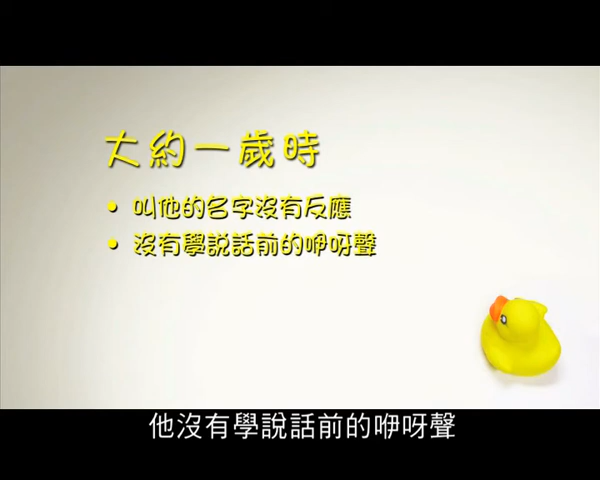 大約一歲時
• 叫他的名字沒有反應
• 沒有學説話前的咿呀聲
他沒有學說話前的咿呀聲